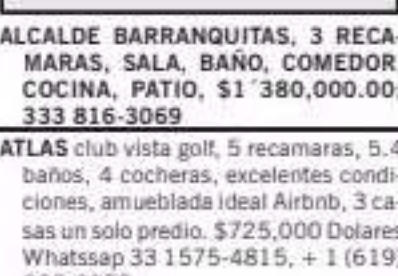 ALCALDE BARRANQUITAS, 3 RECA-
MARAS, SALA, BAÑO, COMEDOR
COCINA, PATIO, $1´380,000.00;
333 816-3069
ATLAS club vista golf, 5 recamaras, 5.4
baños, 4 cocheras, excelentes condi-
ciones, amueblada ideal Airbnb, 3 ca-
sas un solo predio. $725,000 Dolares
Whatssap 33 1575-4815, + 1 (619)